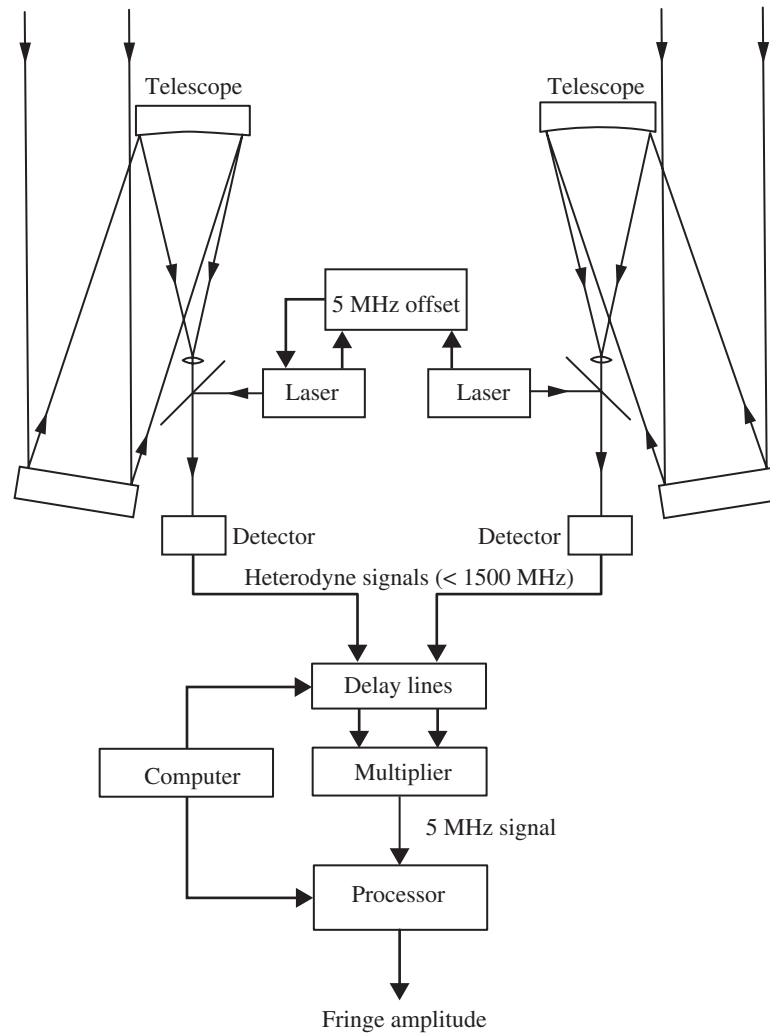 Telescope
Telescope
5 MHz offset
Laser
Laser
Detector
Detector
Heterodyne signals (< 1500 MHz)
Delay lines
Computer
Multiplier
5 MHz signal
Processor
Fringe amplitude